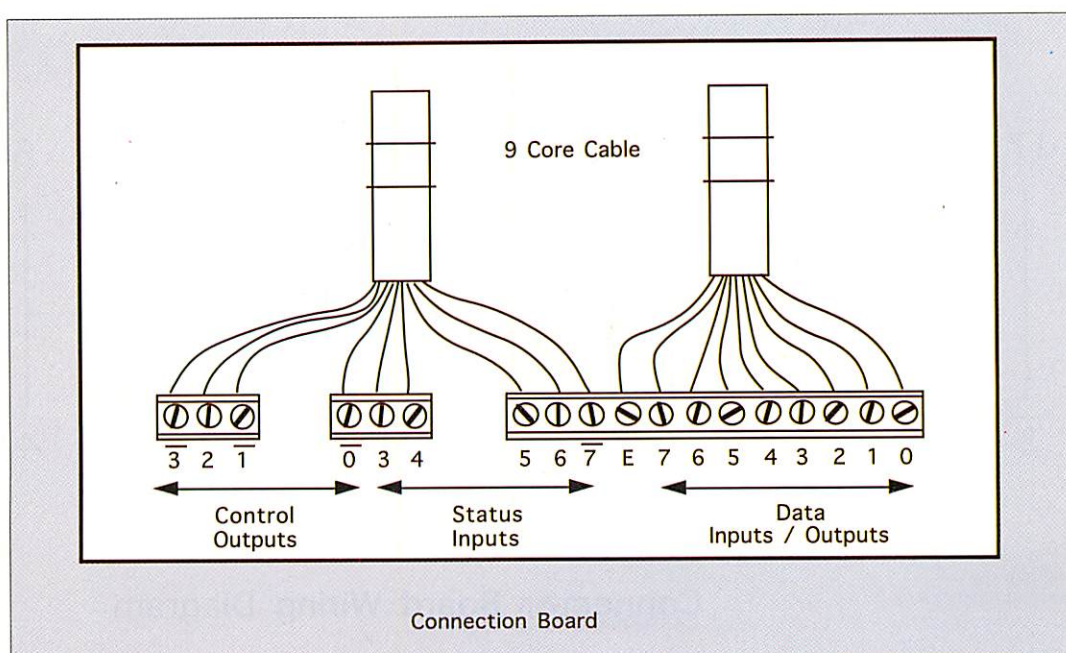 9 Core Cable
3̅ 2 1̅ 0̅ 3 4 5 6 7̅ E 7 6 5 4 3 2 1 0
Control
Outputs
Status
Inputs
Data
Inputs / Outputs
Connection Board